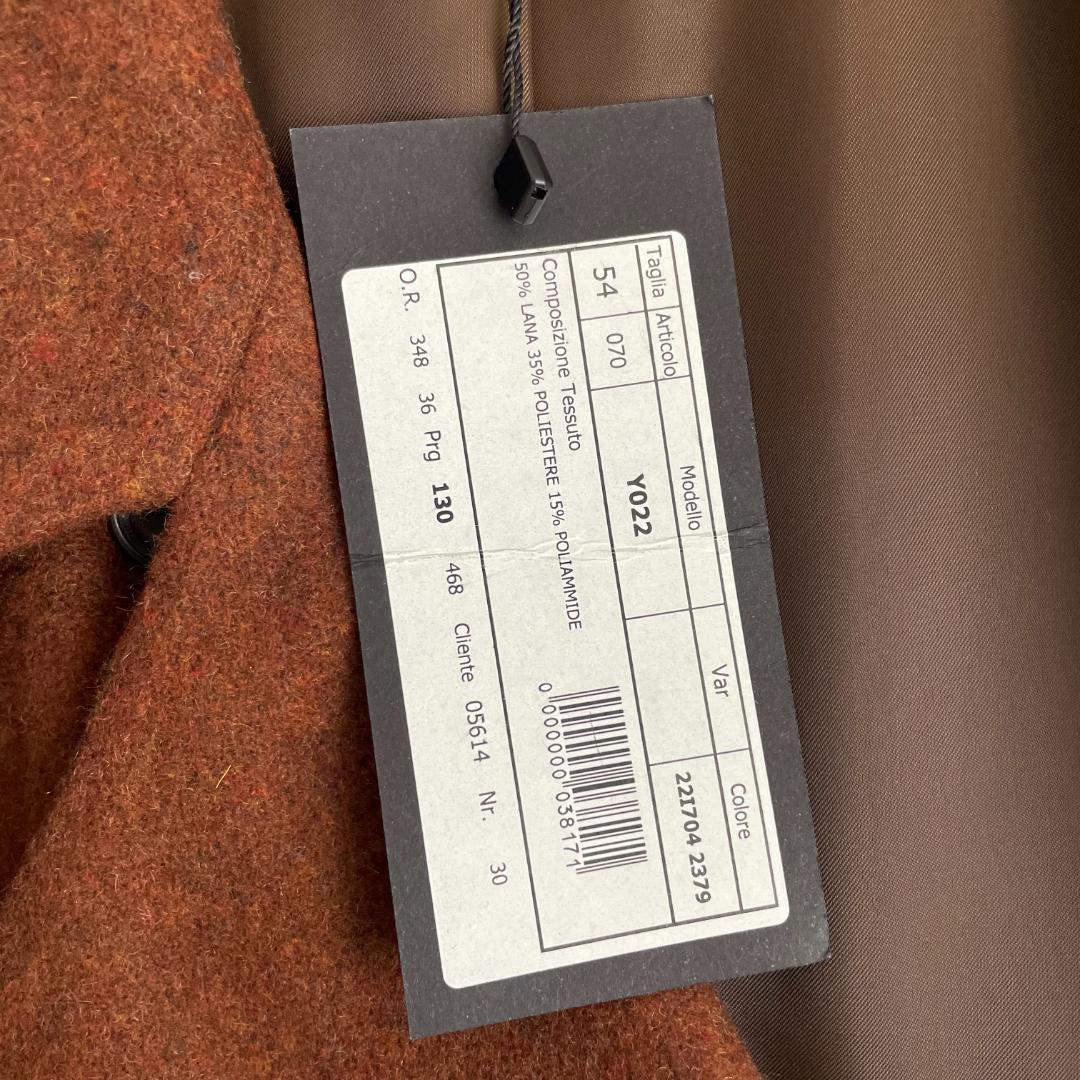 Taglia Articolo Modello Var Colore
54 070 Y022 22I704 2379
Composizione Tessuto
50% LANA 35% POLIESTERE 15% POLIAMMIDE
0 000000 038171
O.R. 348 36 Prg 130 468 Cliente 05614 Nr. 30